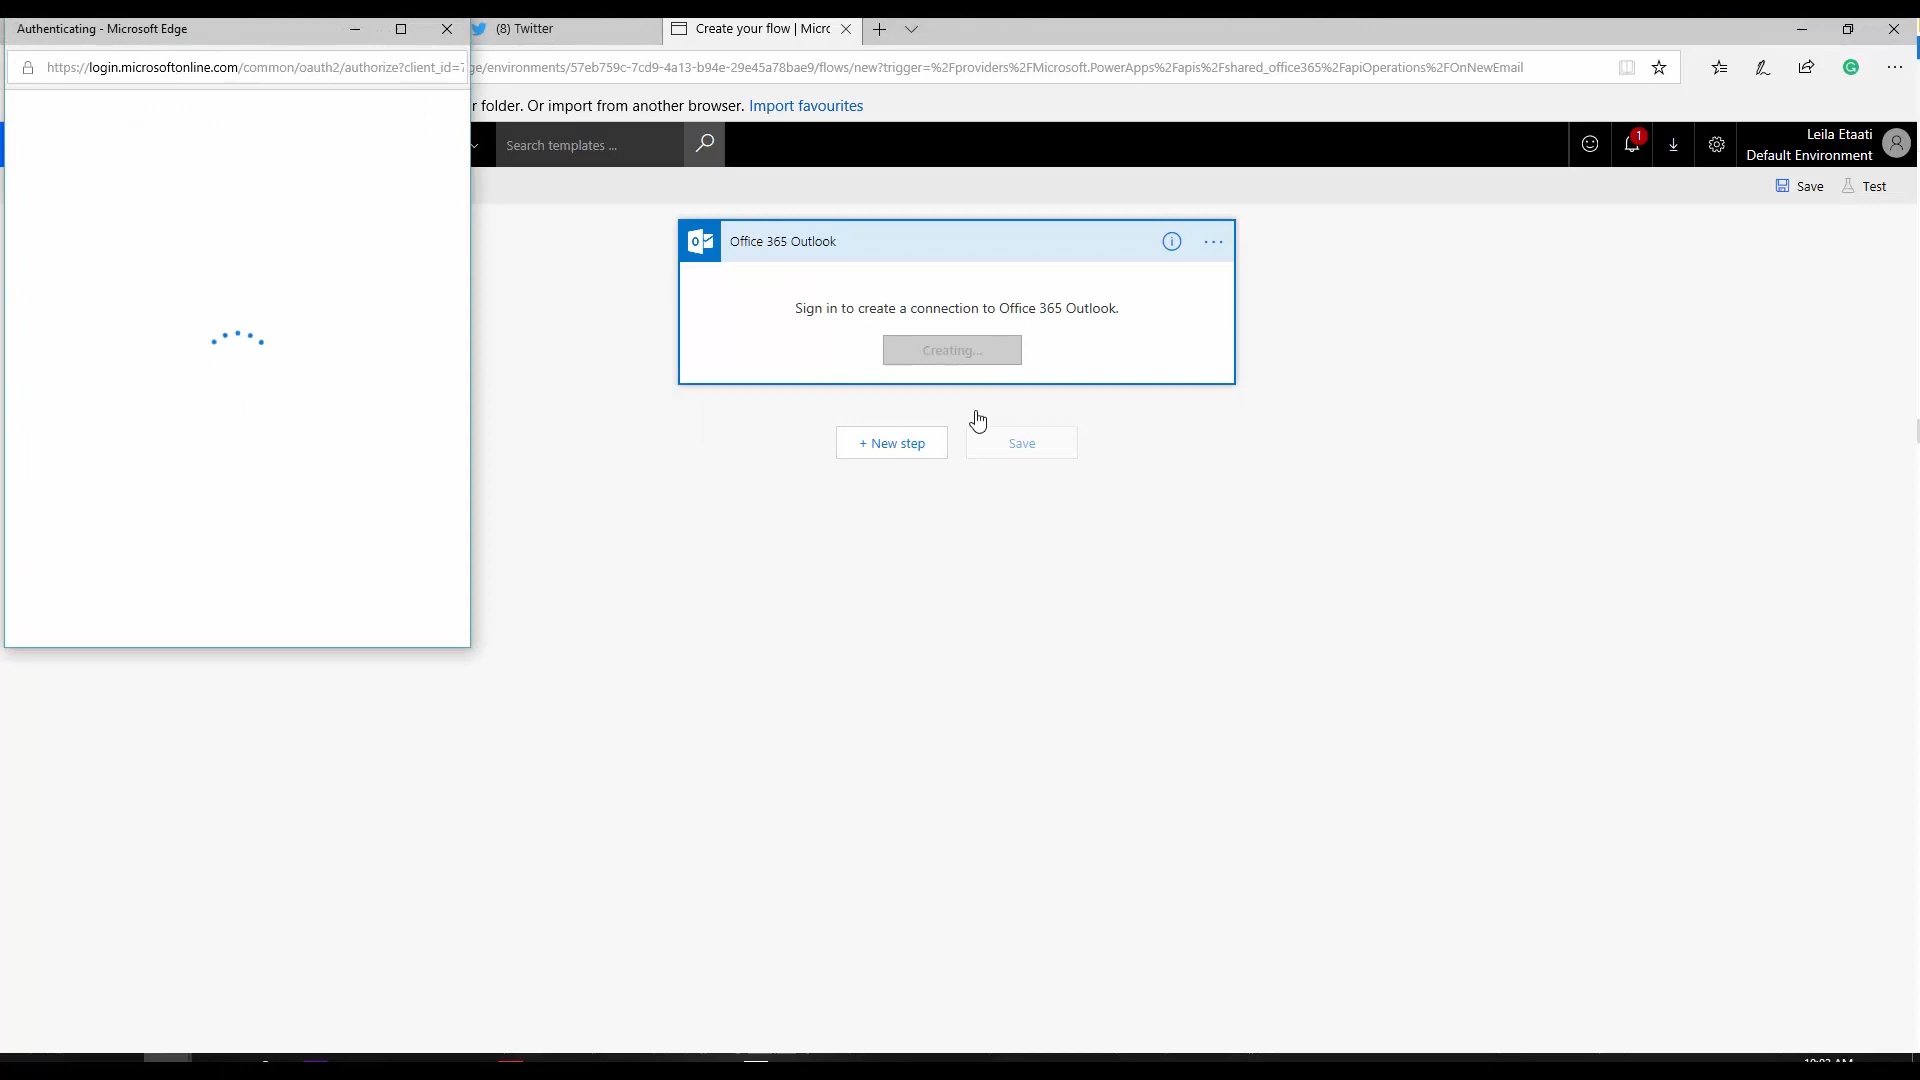 Authenticating - Microsoft Edge
(8) Twitter
Create your flow | Micro
https://login.microsoftonline.com/common/oauth2/authorize?client_id=
ge/environments/57eb759c-7cd9-4a13-b94e-29e45a78bae9/flows/new?trigger=%2Fproviders%2FMicrosoft.PowerApps%2Fapis%2Fshared_office365%2FapiOperations%2FOnNewEmail
r folder. Or import from another browser. Import favourites
Search templates ...
1
Leila Etaati
Default Environment
Save
Test
Office 365 Outlook
Sign in to create a connection to Office 365 Outlook.
Creating...
+ New step
Save